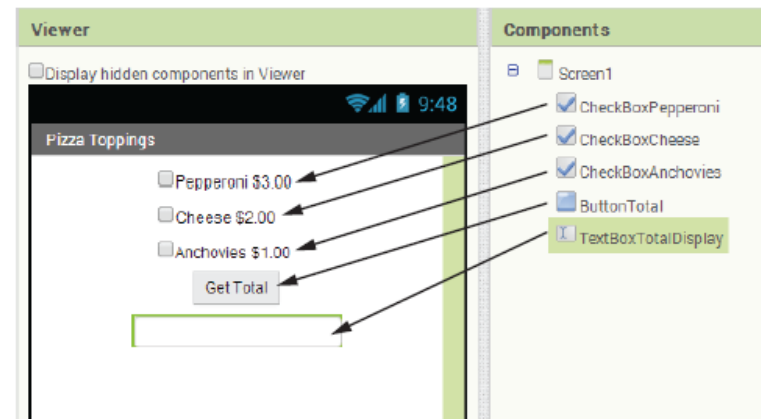 Viewer
Components
Display hidden components in Viewer
Screen1
9:48
CheckBoxPepperoni
Pizza Toppings
CheckBoxCheese
Pepperoni $3.00
CheckBoxAnchovies
Cheese $2.00
ButtonTotal
Anchovies $1.00
TextBoxTotalDisplay
Get Total